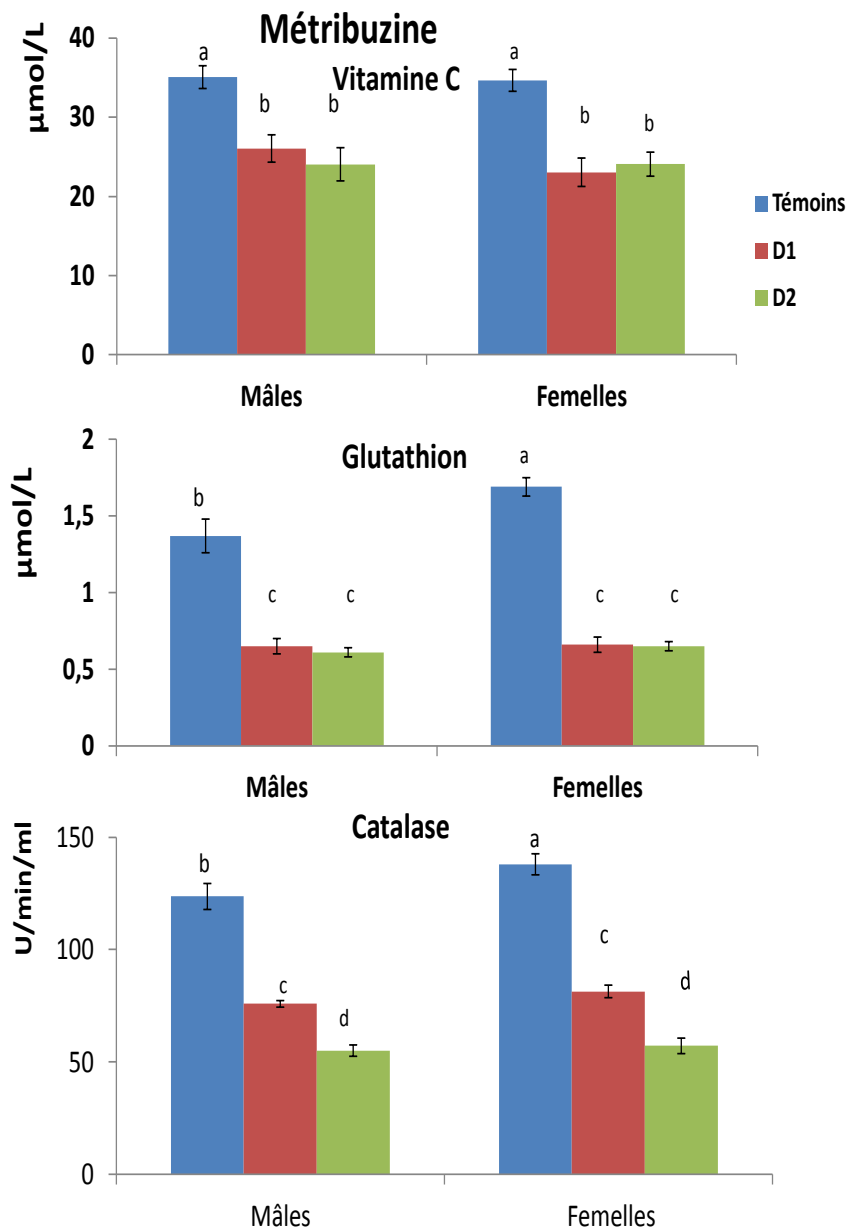 Métribuzine
Vitamine C
µmol/L
40
30
20
10
0
a
b
b
a
b
b
Mâles
Femelles
Témoins
D1
D2
Glutathion
µmol/L
2
1,5
1
0,5
0
b
c
c
a
c
c
Mâles
Femelles
Catalase
U/min/ml
150
100
50
0
b
c
d
a
c
d
Mâles
Femelles